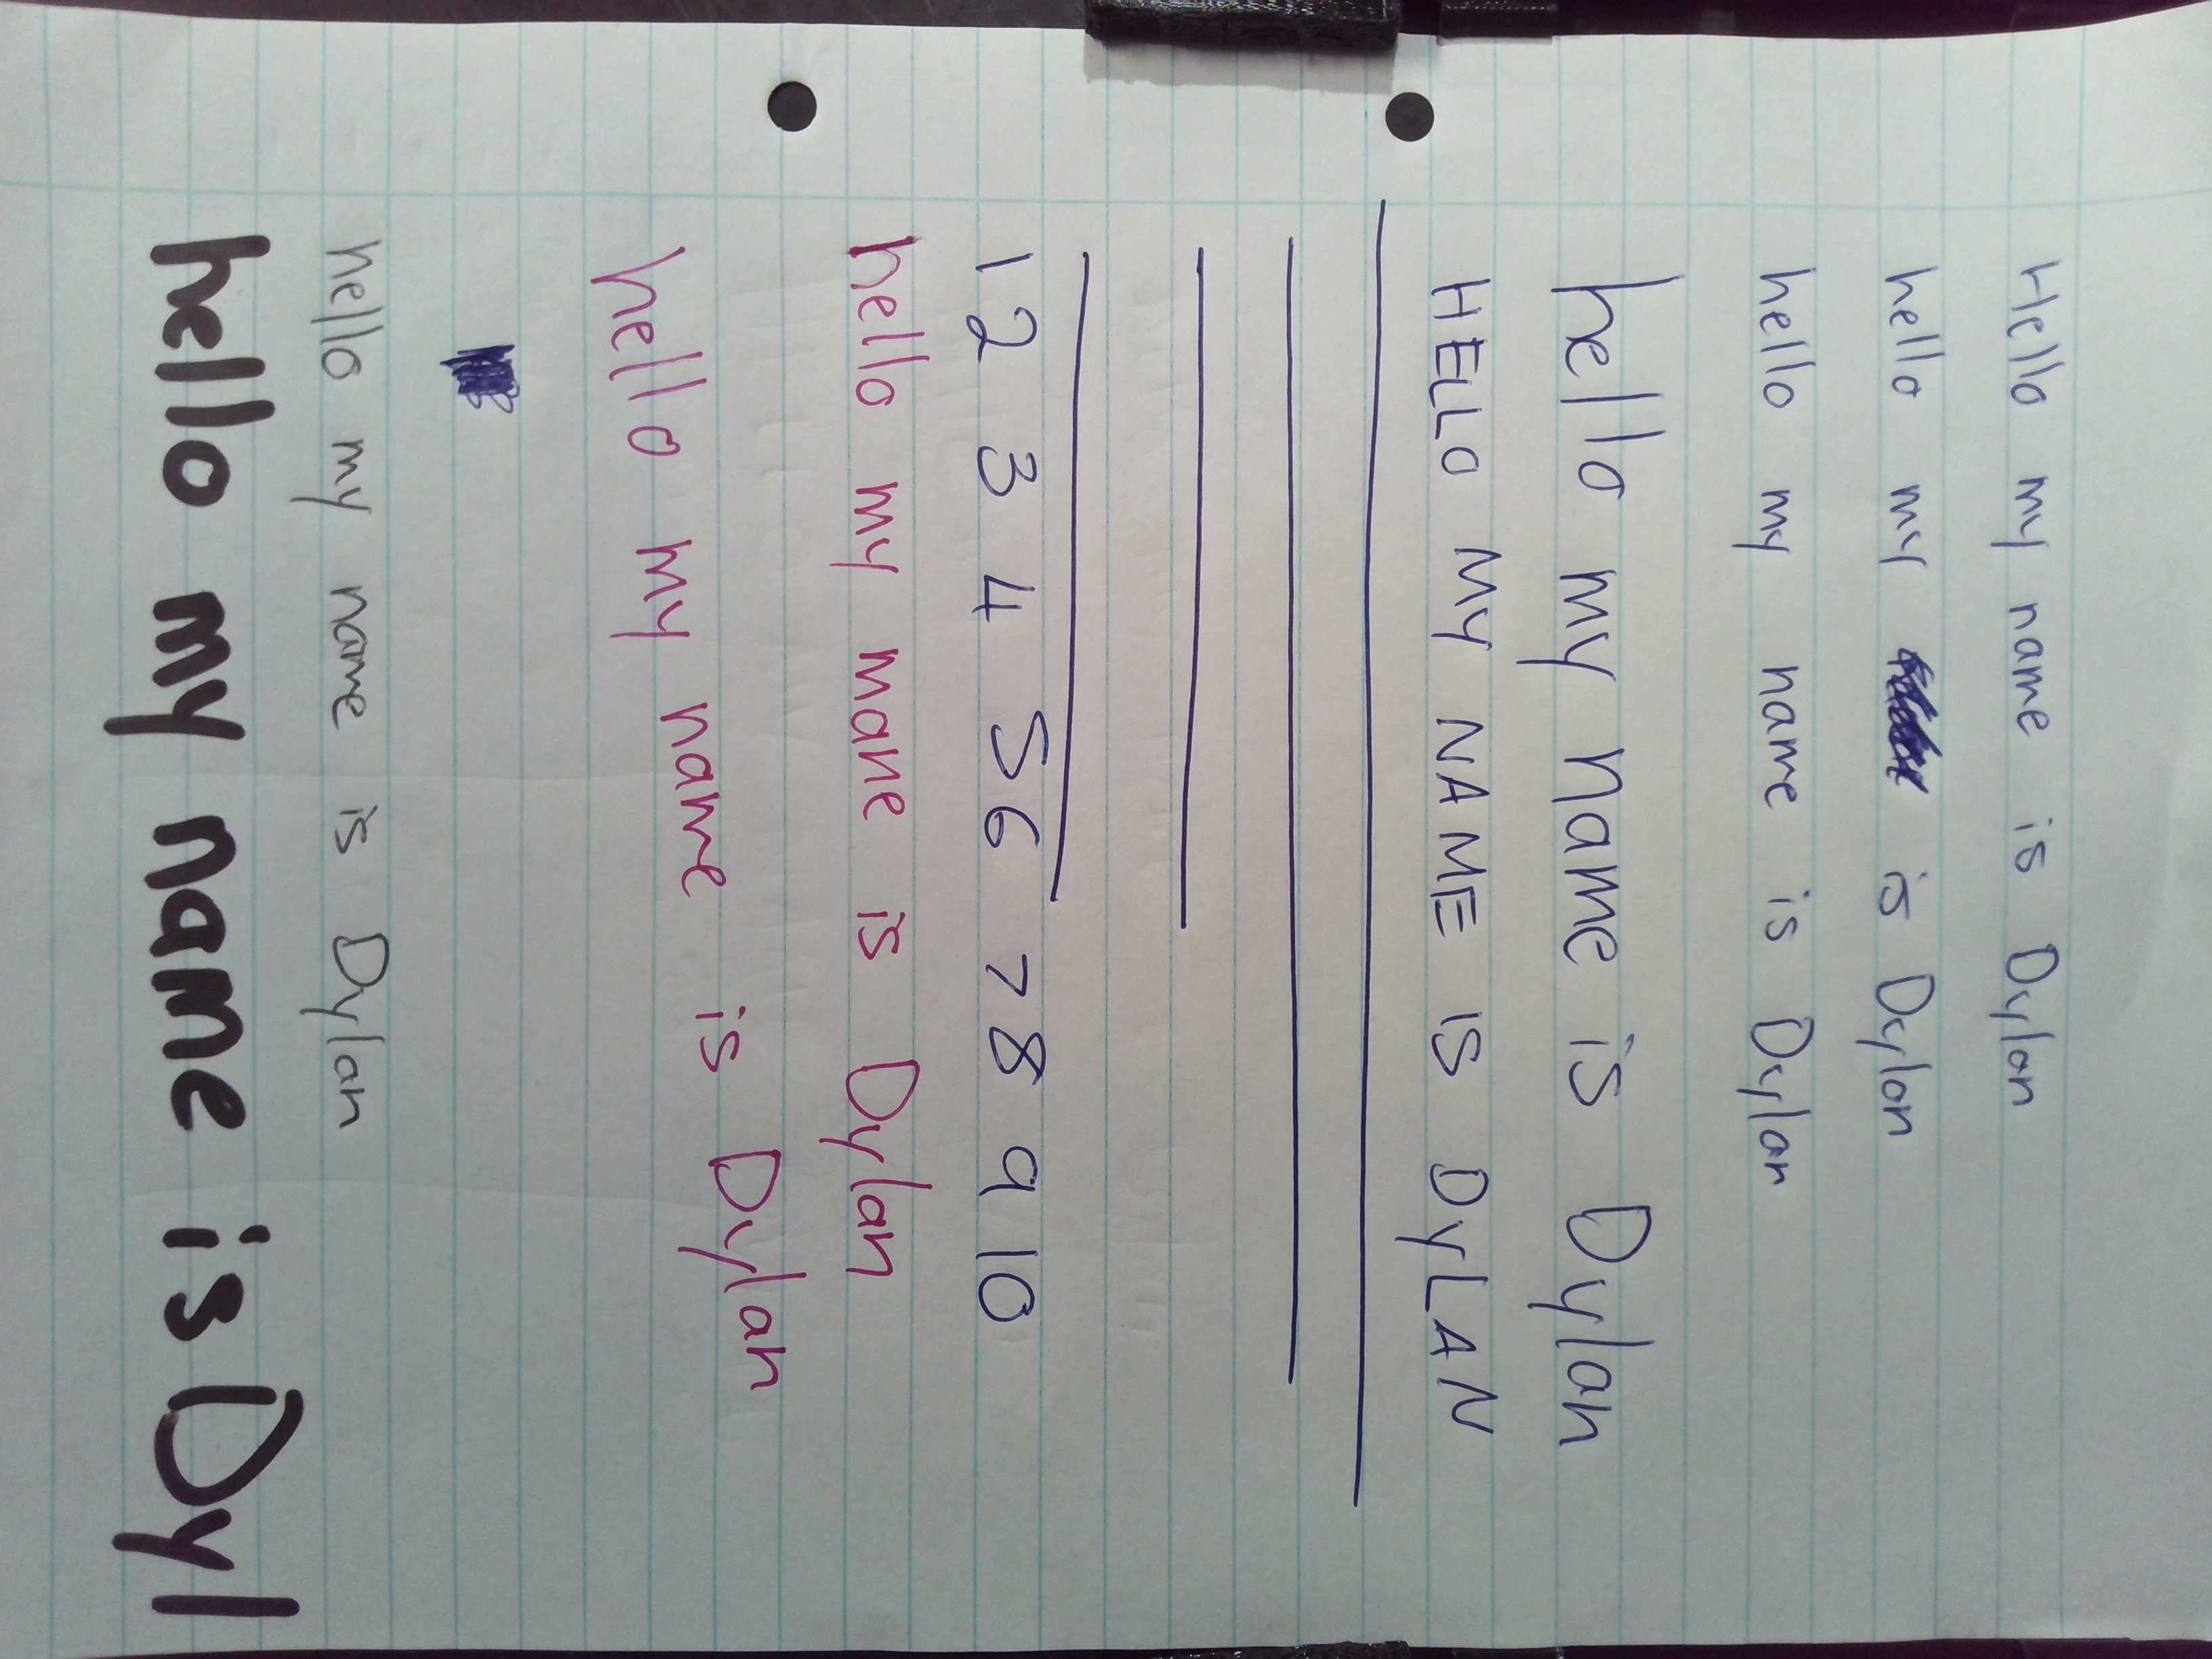 Hello my name is Dylan
hello my is Dylan
hello my name is Dylan
hello my name is Dylan
HELLO My NAME IS DyLAN
1 2 3 4 5 6 7 8 9 10
hello my mane is Dylan
hello my name is Dylan
hello my name is Dylan
hello my name is Dyl